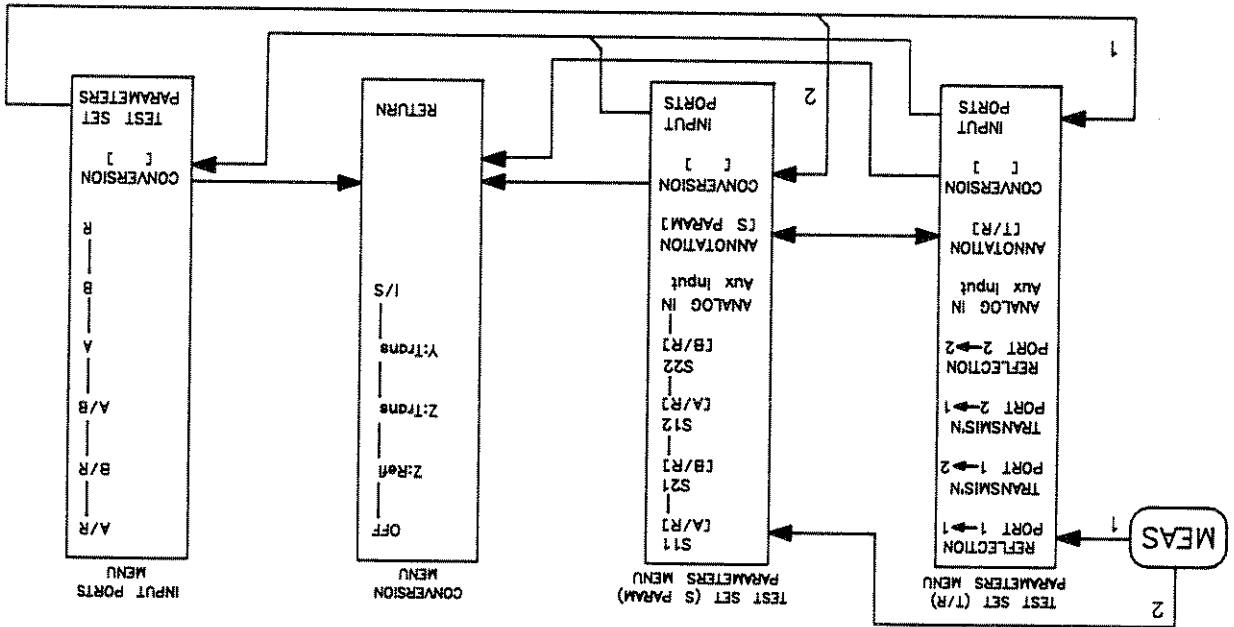 MEAS
1
2
TEST SET (T/R)
PARAMETERS MENU
REFLECTION
PORT 1→1
TRANSMIS'N
PORT 1→2
TRANSMIS'N
PORT 2→1
REFLECTION
PORT 2→2
ANALOG IN
Aux Input
ANNOTATION
[T/R]
CONVERSION
[ ]
INPUT
PORTS
1
TEST SET (S PARAM)
PARAMETERS MENU
S11
[A/R]
S21
[B/R]
S12
[A/R]
S22
[B/R]
ANALOG IN
Aux Input
ANNOTATION
[S PARAM]
CONVERSION
[ ]
INPUT
PORTS
2
CONVERSION
MENU
OFF
Z:Refl
Z:Trans
Y:Trans
1/S
RETURN
INPUT PORTS
MENU
A/R
B/R
A/B
A
B
R
CONVERSION
[ ]
TEST SET
PARAMETERS